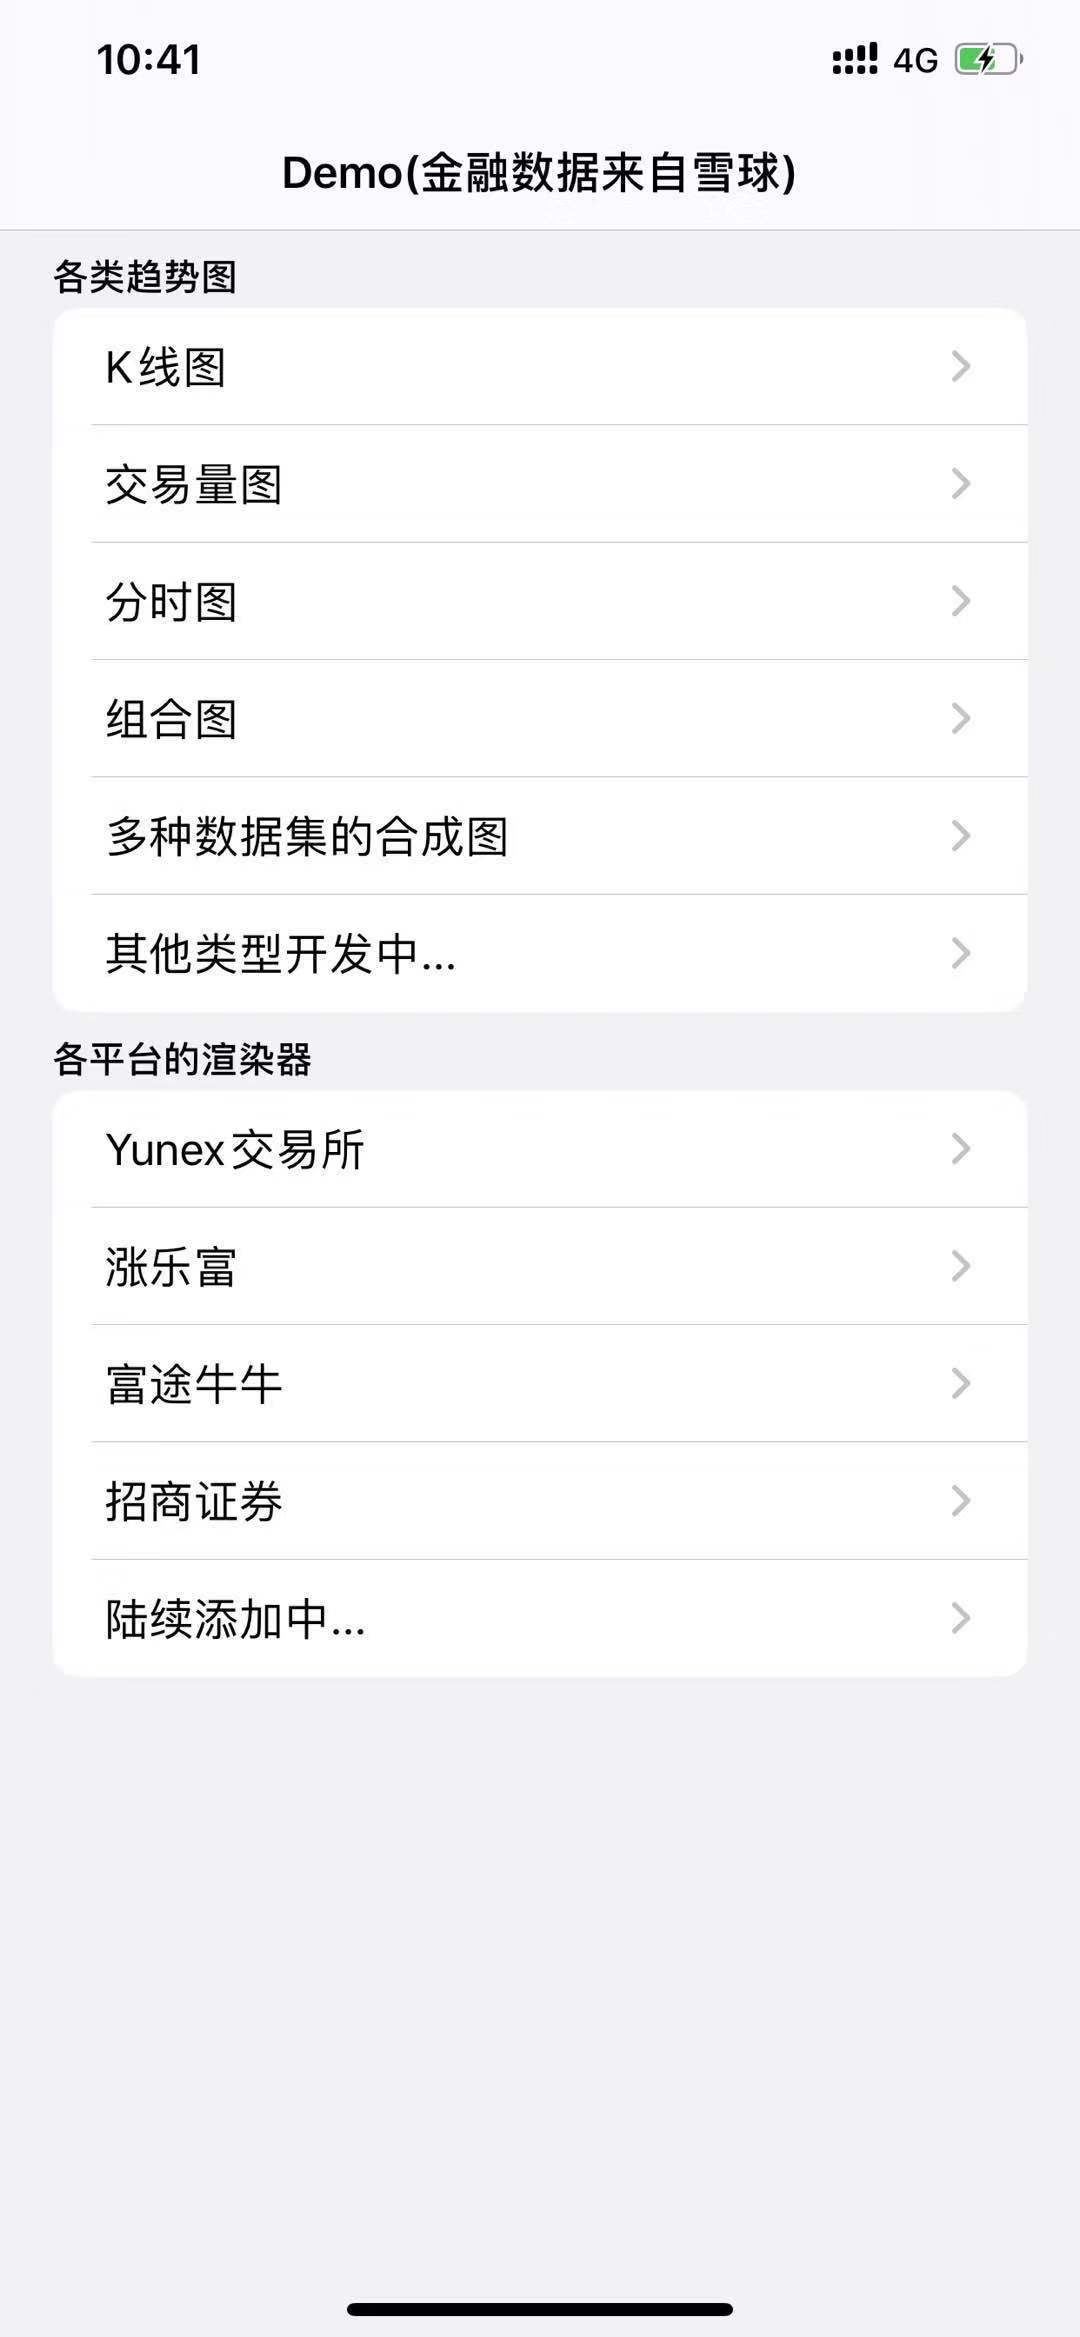 10:41
4G
Demo(金融数据来自雪球)
各类趋势图
K线图
交易量图
分时图
组合图
多种数据集的合成图
其他类型开发中...
各平台的渲染器
Yunex交易所
涨乐富
富途牛牛
招商证券
陆续添加中...